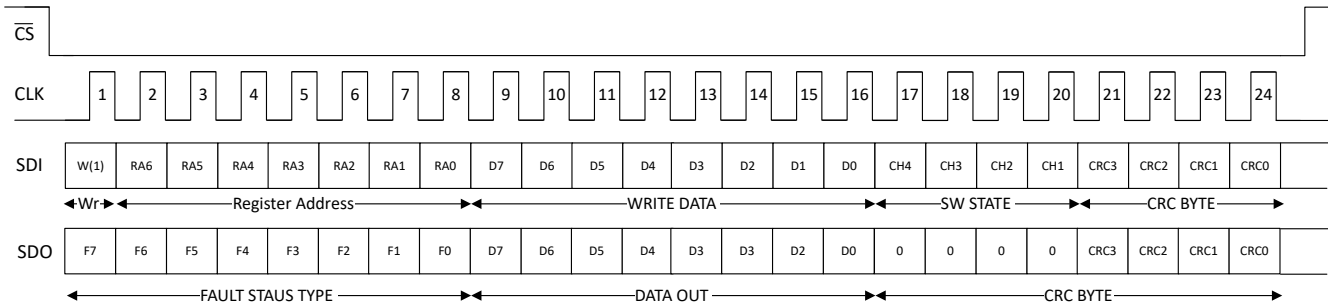 CS
CLK 1 2 3 4 5 6 7 8 9 10 11 12 13 14 15 16 17 18 19 20 21 22 23 24
SDI W(1) RA6 RA5 RA4 RA3 RA2 RA1 RA0 D7 D6 D5 D4 D3 D2 D1 D0 CH4 CH3 CH2 CH1 CRC3 CRC2 CRC1 CRC0
Wr Register Address WRITE DATA SW STATE CRC BYTE
SDO F7 F6 F5 F4 F3 F2 F1 F0 D7 D6 D5 D4 D3 D3 D2 D0 0 0 0 0 CRC3 CRC2 CRC1 CRC0
FAULT STAUS TYPE DATA OUT CRC BYTE